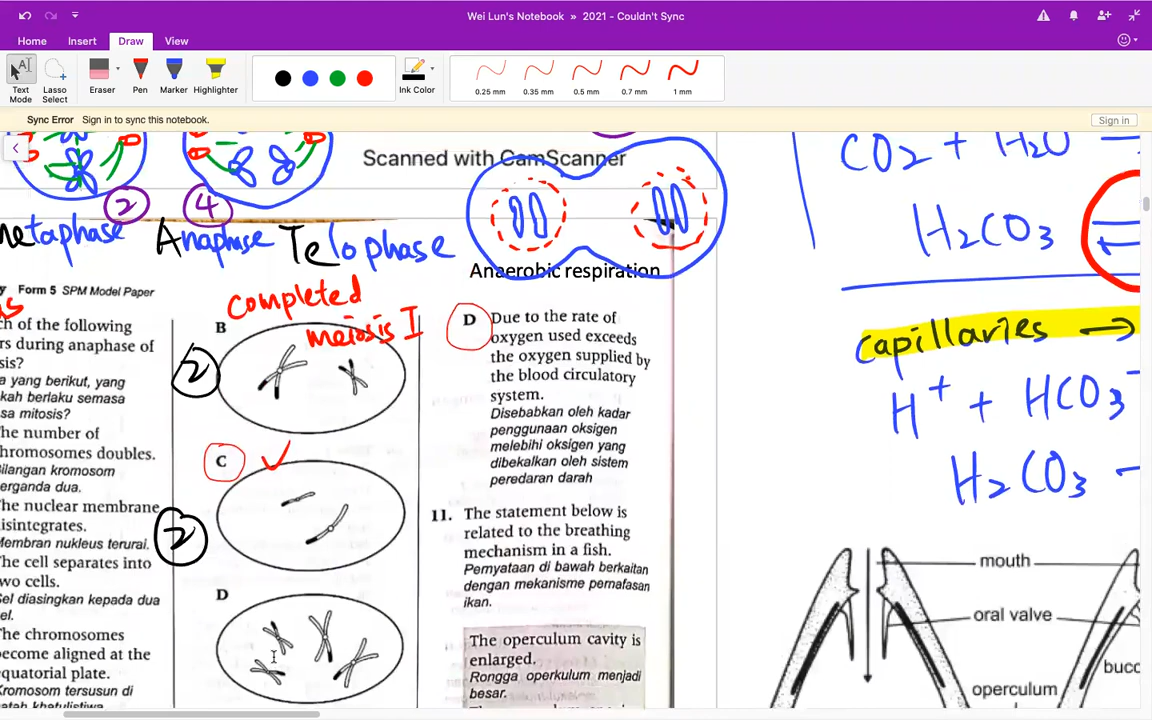 Wei Lun's Notebook » 2021 - Couldn't Sync
Home Insert Draw View
Text Mode
Lasso Select
Eraser
Pen
Marker
Highlighter
Ink Color
0.25 mm
0.35 mm
0.5 mm
0.7 mm
1 mm
Sync Error Sign in to sync this notebook.
Sign in
Scanned with CamScanner
2
4
metaphase
Anaphase
Telophase
Anaerobic respiration
y Form 5 SPM Model Paper
ch of the following
rs during anaphase of
sis?
a yang berikut, yang
kah berlaku semasa
sa mitosis?
he number of
hromosomes doubles.
ilangan kromosom
erganda dua.
he nuclear membrane
isintegrates.
Membran nukleus terurai.
he cell separates into
wo cells.
el diasingkan kepada dua
el.
he chromosomes
ecome aligned at the
quatorial plate.
romosom tersusun di
atah khatulistiwa
completed
meiosis I
B
2
C
2
D
D Due to the rate of
oxygen used exceeds
the oxygen supplied by
the blood circulatory
system.
Disebabkan oleh kadar
penggunaan oksigen
melebihi oksigen yang
dibekalkan oleh sistem
peredaran darah
11. The statement below is
related to the breathing
mechanism in a fish.
Pernyataan di bawah berkaitan
dengan mekanisme pernafasan
ikan.
The operculum cavity is
enlarged.
Rongga operkulum menjadi
besar.
CO2 + H2O
H2CO3
capillaries →
H+ + HCO3-
H2CO3
mouth
oral valve
bucc
operculum